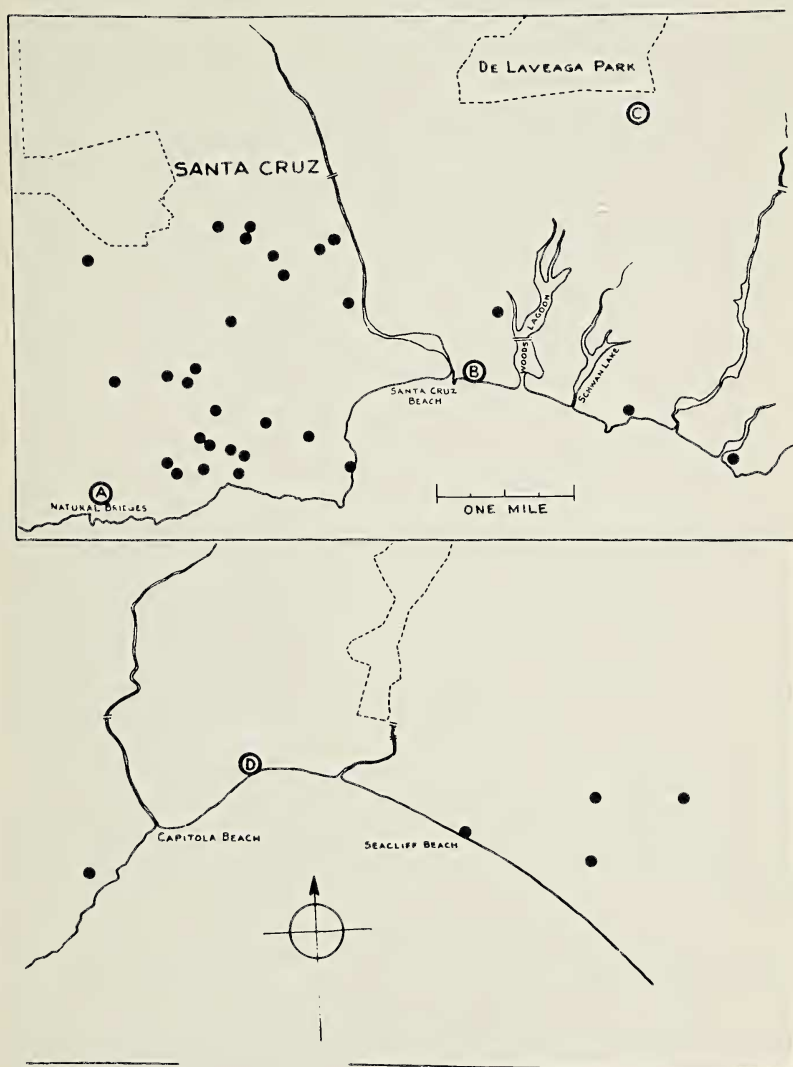 DE LAVEAGA PARK
C
SANTA CRUZ
WOODS LAGOON
SCHWAN LAKE
B
SANTA CRUZ
BEACH
A
NATURAL BRIDGES
ONE MILE
D
CAPITOLA BEACH
SEACLIFF BEACH